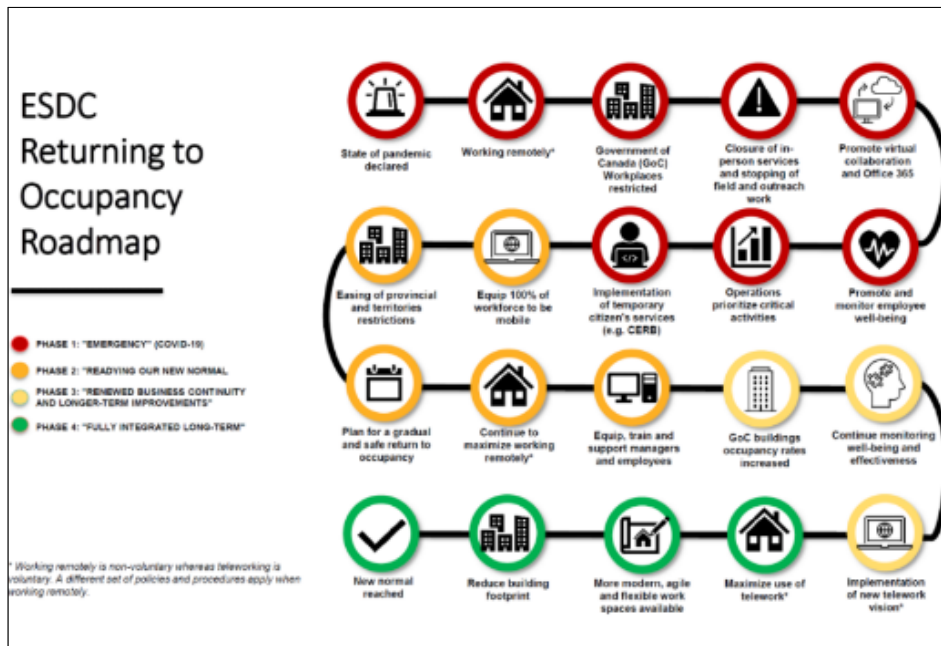 ESDC
Returning to
Occupancy
Roadmap
PHASE 1: "EMERGENCY" (COVID-19)
PHASE 2: "READYING OUR NEW NORMAL
PHASE 3: "RENEWED BUSINESS CONTINUITY
AND LONGER-TERM IMPROVEMENTS"
PHASE 4: "FULLY INTEGRATED LONG-TERM"
* Working remotely is non-voluntary whereas teleworking is
voluntary. A different set of policies and procedures apply when
working remotely.
State of pandemic
declared
Working remotely*
Government of
Canada (GoC)
Workplaces
restricted
Closure of in-
person services
and stopping of
field and outreach
work
Promote virtual
collaboration
and Office 365
Promote and
monitor employee
well-being
Operations
prioritize critical
activities
Implementation
of temporary
citizen's services
(e.g. CERB)
Equip 100% of
workforce to be
mobile
Easing of provincial
and territories
restrictions
Plan for a gradual
and safe return to
occupancy
Continue to
maximize working
remotely*
Equip, train and
support managers
and employees
GoC buildings
occupancy rates
increased
Continue monitoring
well-being and
effectiveness
Implementation
of new telework
vision*
Maximize use of
telework*
More modern, agile
and flexible work
spaces available
Reduce building
footprint
New normal
reached